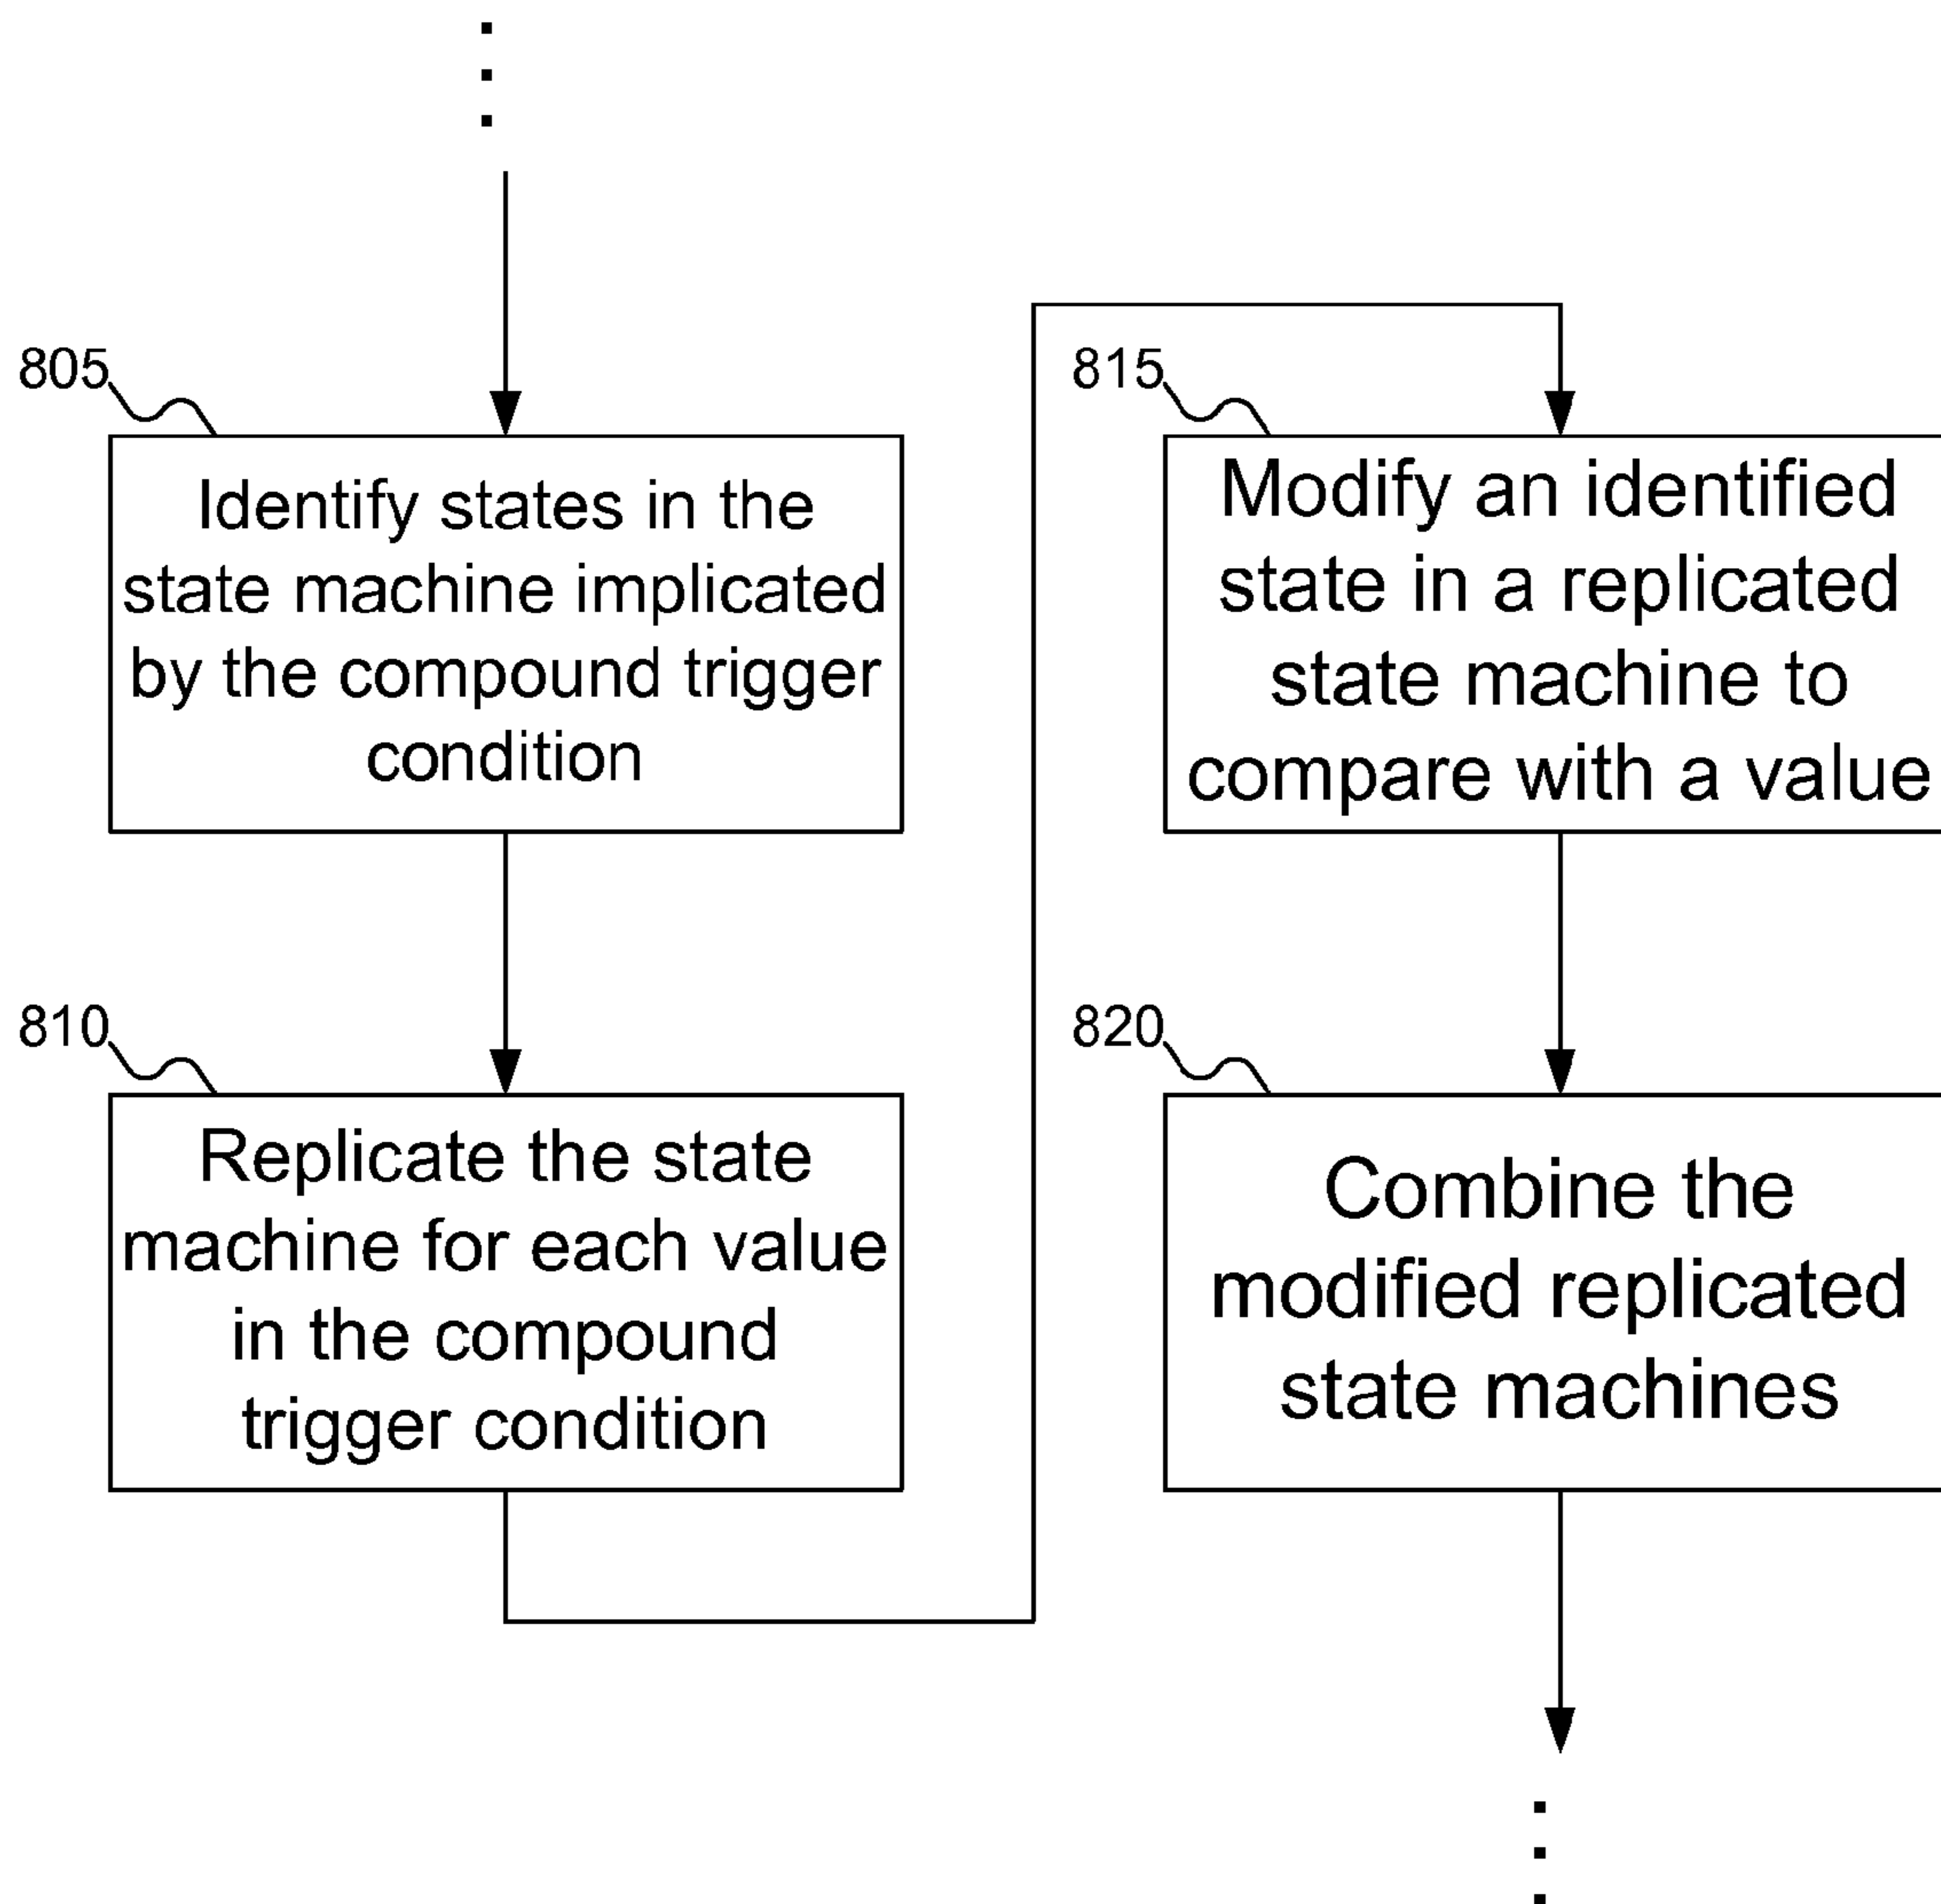 805
Identify states in the
state machine implicated
by the compound trigger
condition
810
Replicate the state
machine for each value
in the compound
trigger condition
815
Modify an identified
state in a replicated
state machine to
compare with a value
820
Combine the
modified replicated
state machines